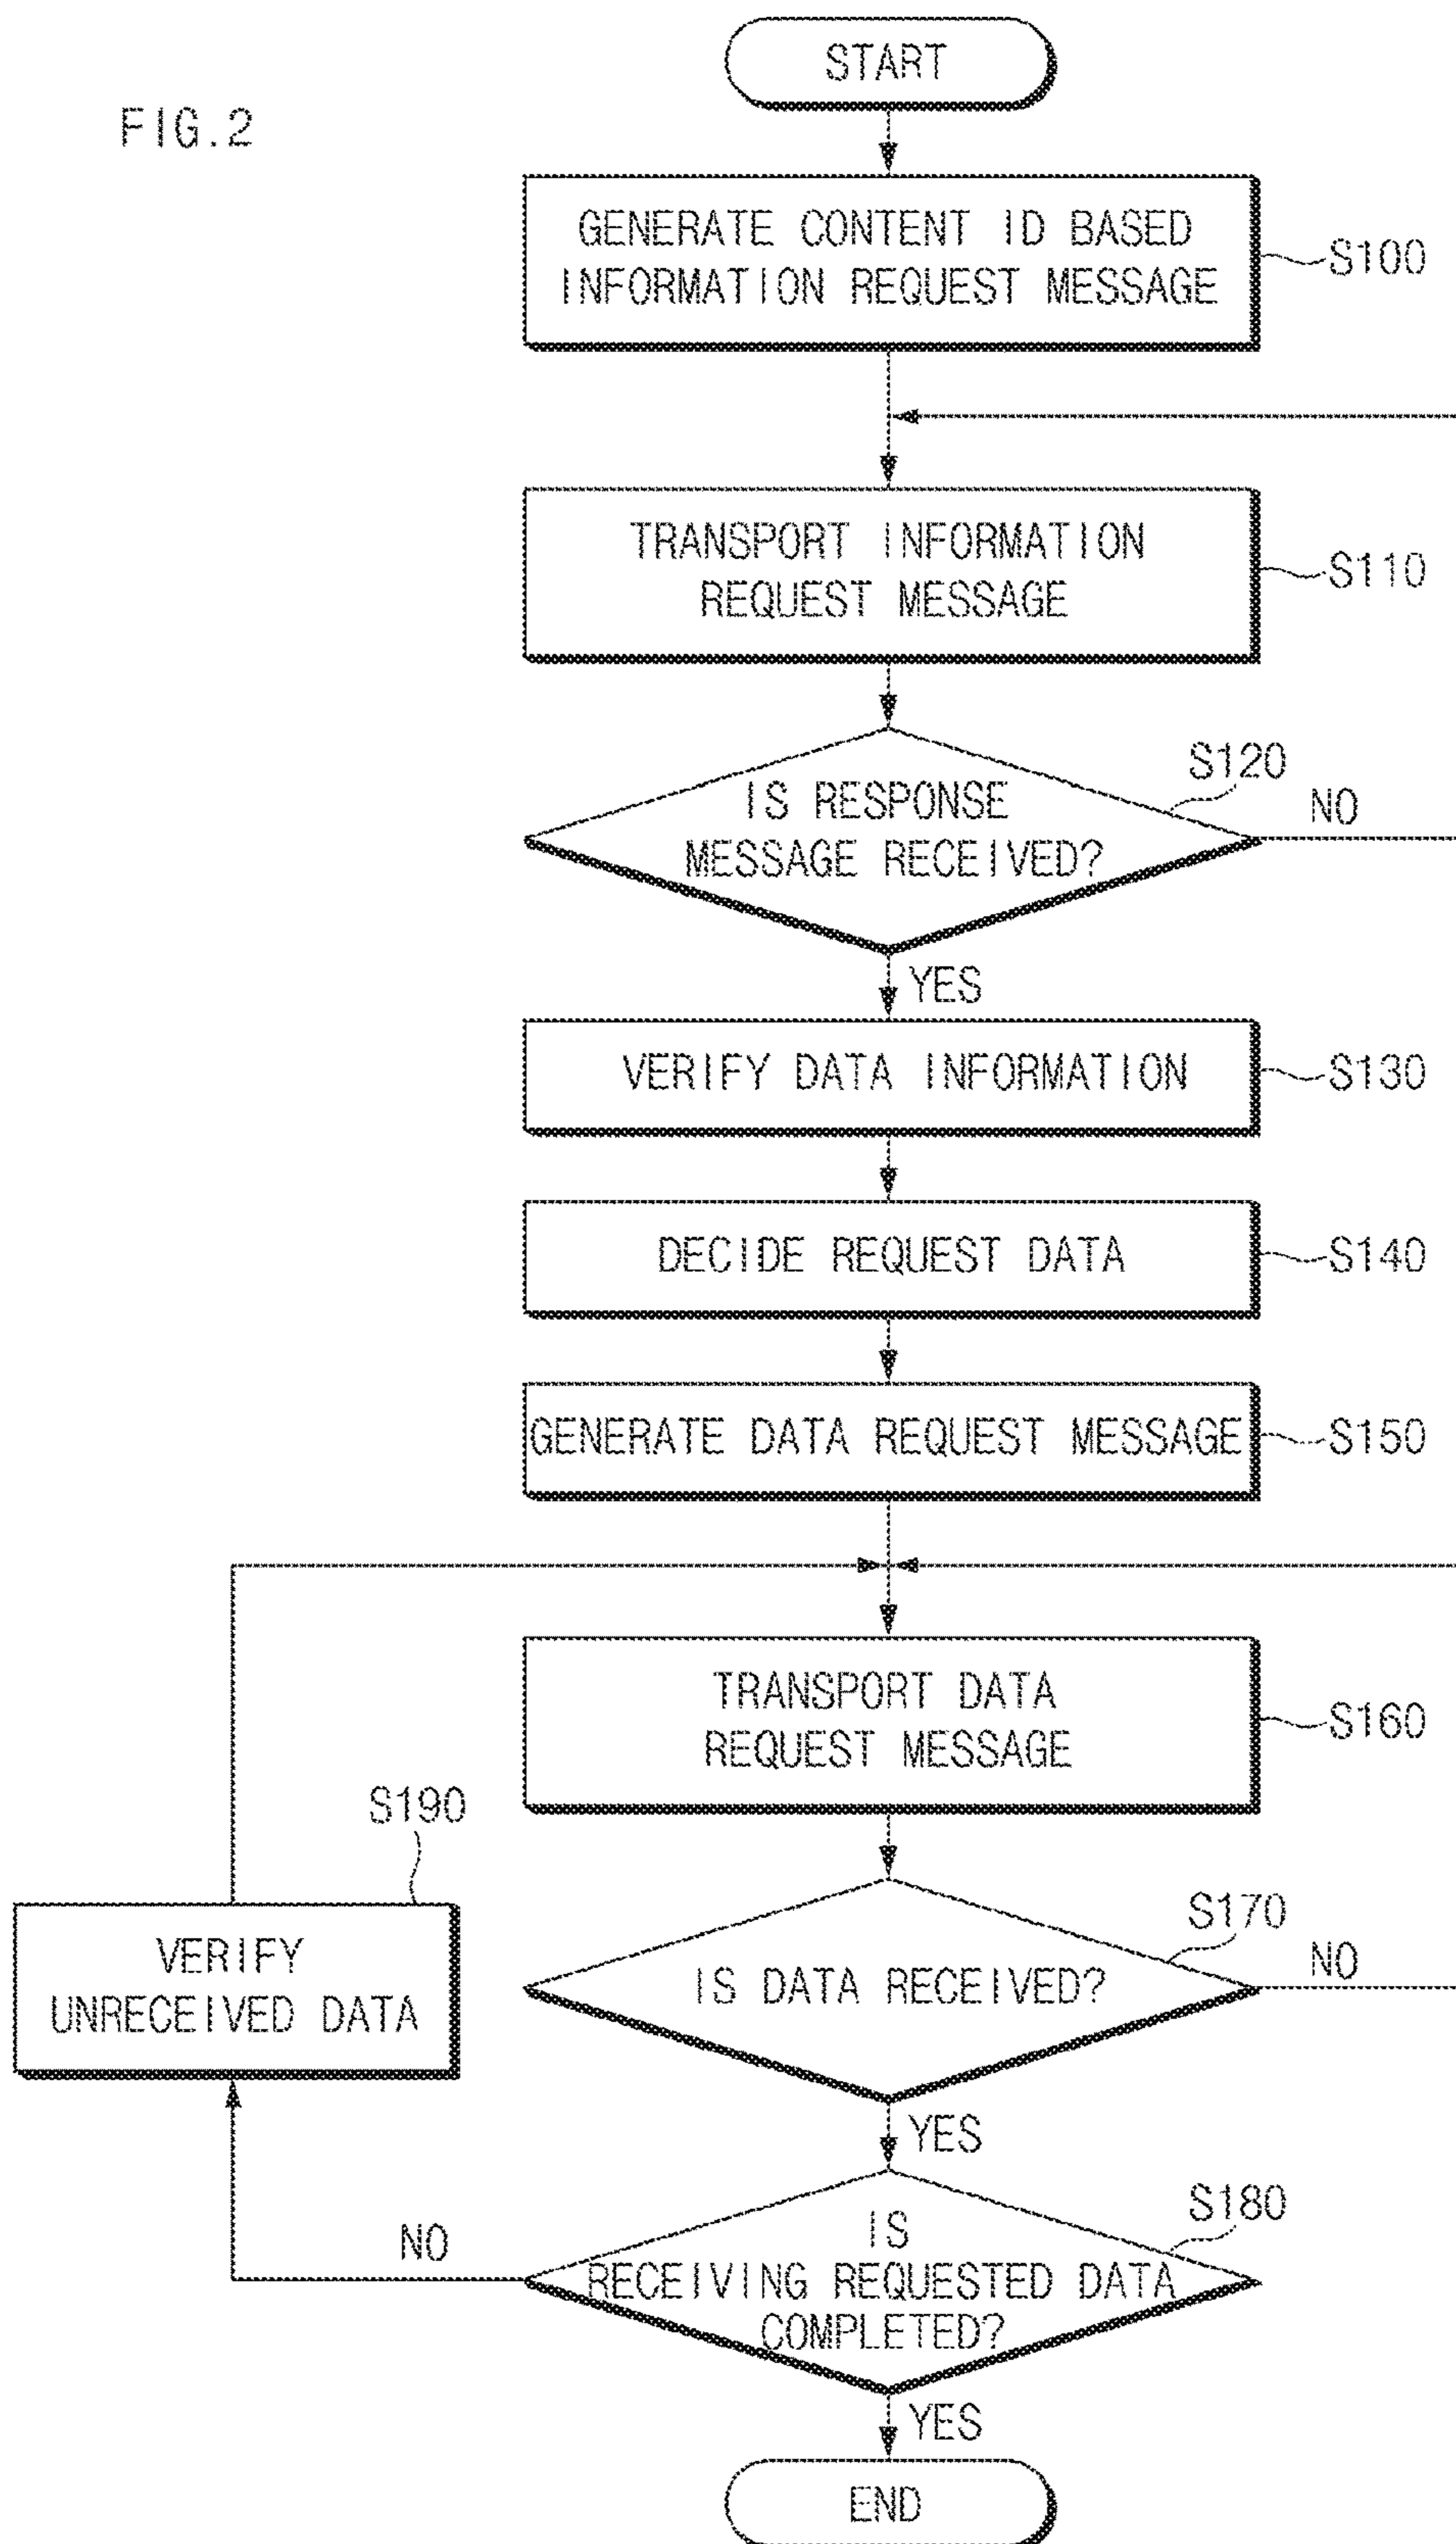 FIG.2
START
GENERATE CONTENT ID BASED
INFORMATION REQUEST MESSAGE
S100
TRANSPORT INFORMATION
REQUEST MESSAGE
S110
IS RESPONSE
MESSAGE RECEIVED?
S120
NO
YES
VERIFY DATA INFORMATION
S130
DECIDE REQUEST DATA
S140
GENERATE DATA REQUEST MESSAGE
S150
TRANSPORT DATA
REQUEST MESSAGE
S160
S190
VERIFY
UNRECEIVED DATA
IS DATA RECEIVED?
S170
NO
YES
IS
RECEIVING REQUESTED DATA
COMPLETED?
S180
NO
YES
END